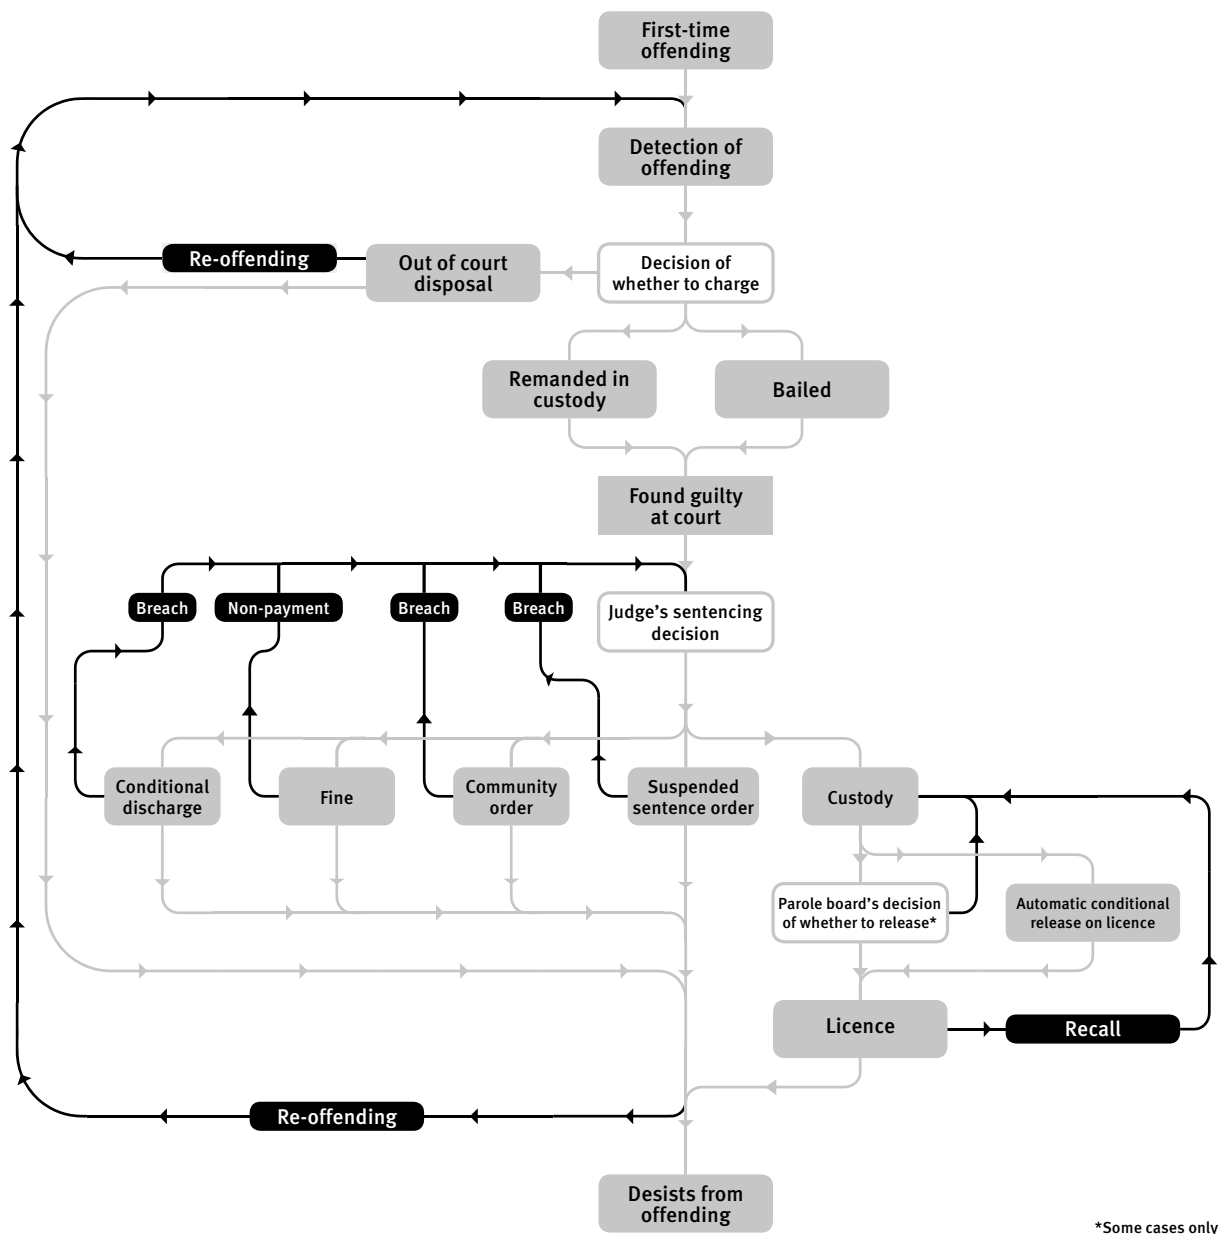 First-time
offending
Detection of
offending
Re-offending
Out of court
disposal
Decision of
whether to charge
Remanded in
custody
Bailed
Found guilty
at court
Breach
Non-payment
Breach
Breach
Judge's sentencing
decision
Conditional
discharge
Fine
Community
order
Suspended
sentence order
Custody
Parole board's decision
of whether to release*
Automatic conditional
release on licence
Licence
Recall
Re-offending
Desists from
offending
*Some cases only